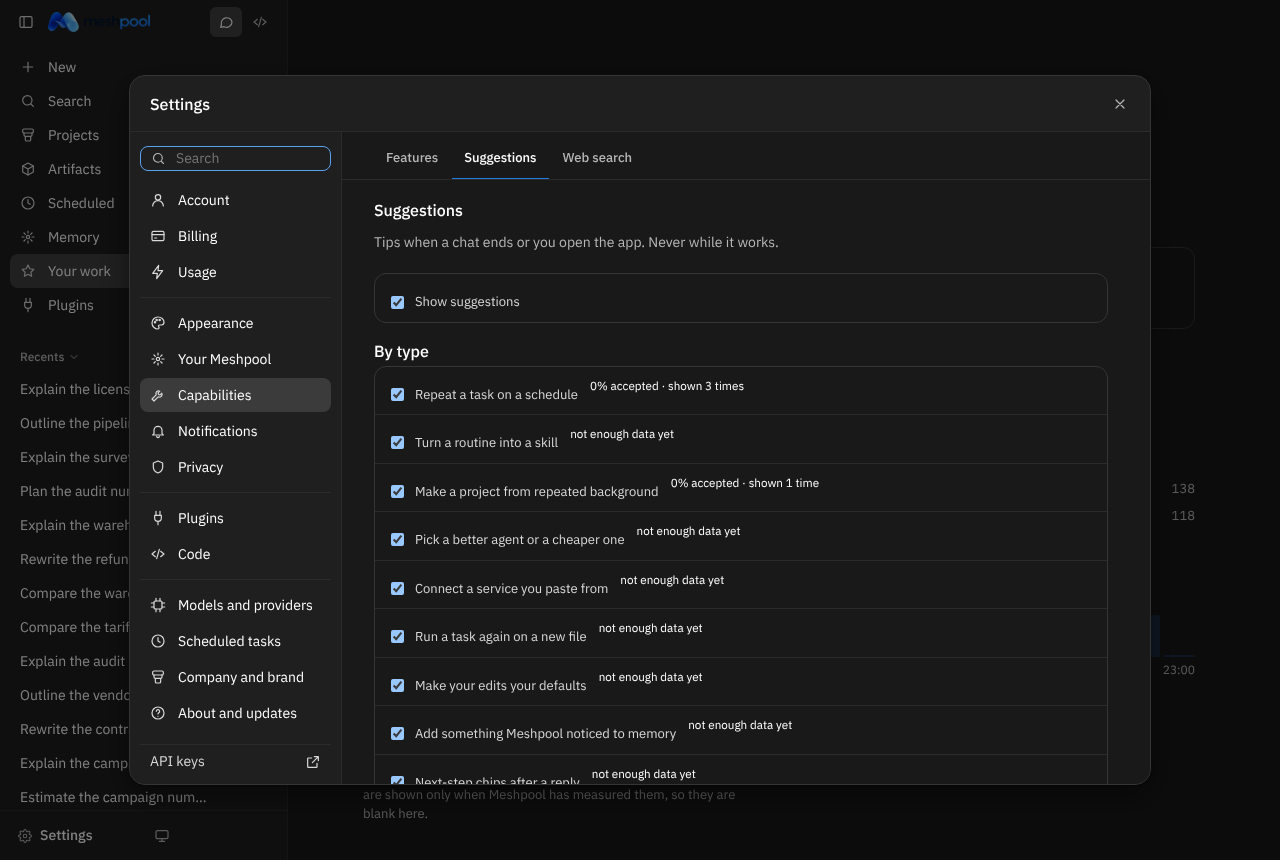 meshpool
New
Search
Projects
Artifacts
Scheduled
Memory
Your work
Plugins
Recents
Explain the licens
Outline the pipeli
Explain the surve
Plan the audit nu
Explain the wareh
Rewrite the refun
Compare the war
Compare the tarif
Explain the audit
Outline the vendo
Rewrite the contr
Explain the camp
Estimate the campaign num...
Settings
Settings
Search
Account
Billing
Usage
Appearance
Your Meshpool
Capabilities
Notifications
Privacy
Plugins
Code
Models and providers
Scheduled tasks
Company and brand
About and updates
API keys
Features Suggestions Web search
Suggestions
Tips when a chat ends or you open the app. Never while it works.
Show suggestions
By type
Repeat a task on a schedule 0% accepted · shown 3 times
Turn a routine into a skill not enough data yet
Make a project from repeated background 0% accepted · shown 1 time
Pick a better agent or a cheaper one not enough data yet
Connect a service you paste from not enough data yet
Run a task again on a new file not enough data yet
Make your edits your defaults not enough data yet
Add something Meshpool noticed to memory not enough data yet
Next-step chips after a reply not enough data yet
138
118
23:00
are shown only when Meshpool has measured them, so they are
blank here.